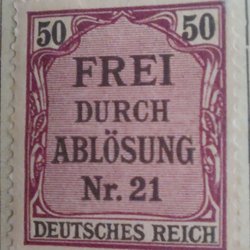 50 50
FREI
DURCH
ABLÖSUNG
Nr. 21
DEUTSCHES REICH